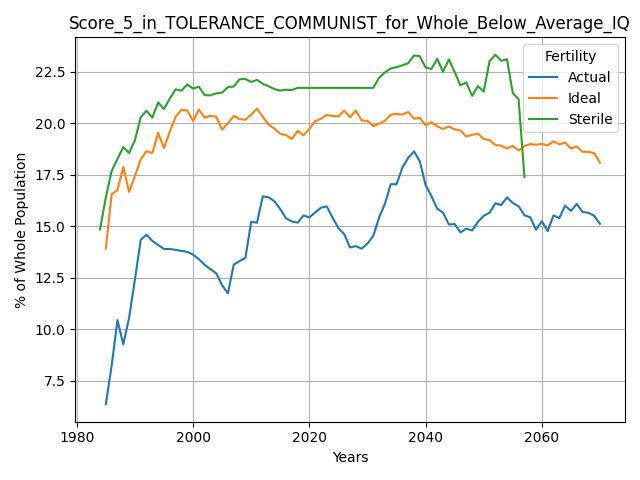 Score_5_in_TOLERANCE_COMMUNIST_for_Whole_Below_Average_IQ
Fertility
Actual
Ideal
Sterile
% of Whole Population
22.5
20.0
17.5
15.0
12.5
10.0
7.5
1980
2000
2020
2040
2060
Years